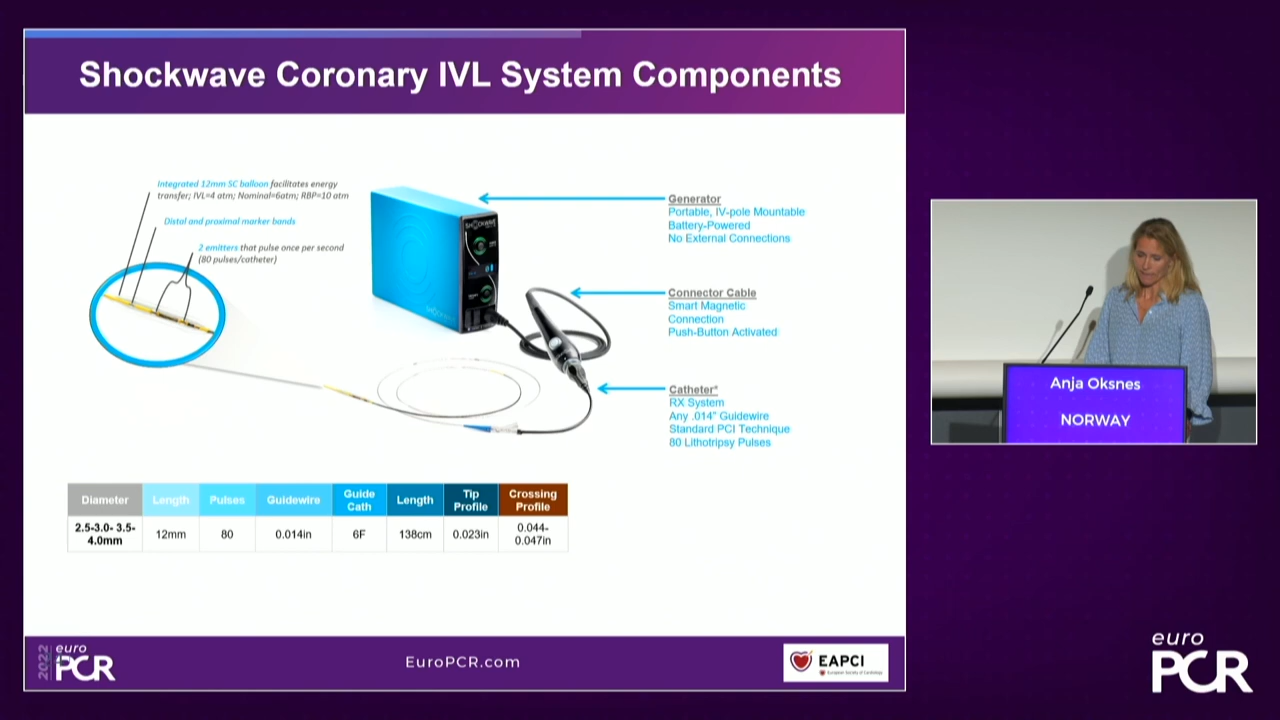 Shockwave Coronary IVL System Components
Integrated 12mm SC balloon facilitates energy
transfer; IVL=4 atm; Nominal=6atm; RBP=10 atm
Distal and proximal marker bands
2 emitters that pulse once per second
(80 pulses/catheter)
Generator
Portable, IV-pole Mountable
Battery-Powered
No External Connections
Connector Cable
Smart Magnetic
Connection
Push-Button Activated
Catheter*
RX System
Any .014" Guidewire
Standard PCI Technique
80 Lithotripsy Pulses
Diameter Length Pulses Guidewire Guide Cath Length Tip Profile Crossing Profile
2.5-3.0- 3.5-4.0mm 12mm 80 0.014in 6F 138cm 0.023in 0.044-0.047in
2022 euro
PCR
EuroPCR.com
EAPCI
European Society of Cardiology
Anja Oksnes
NORWAY
euro
PCR